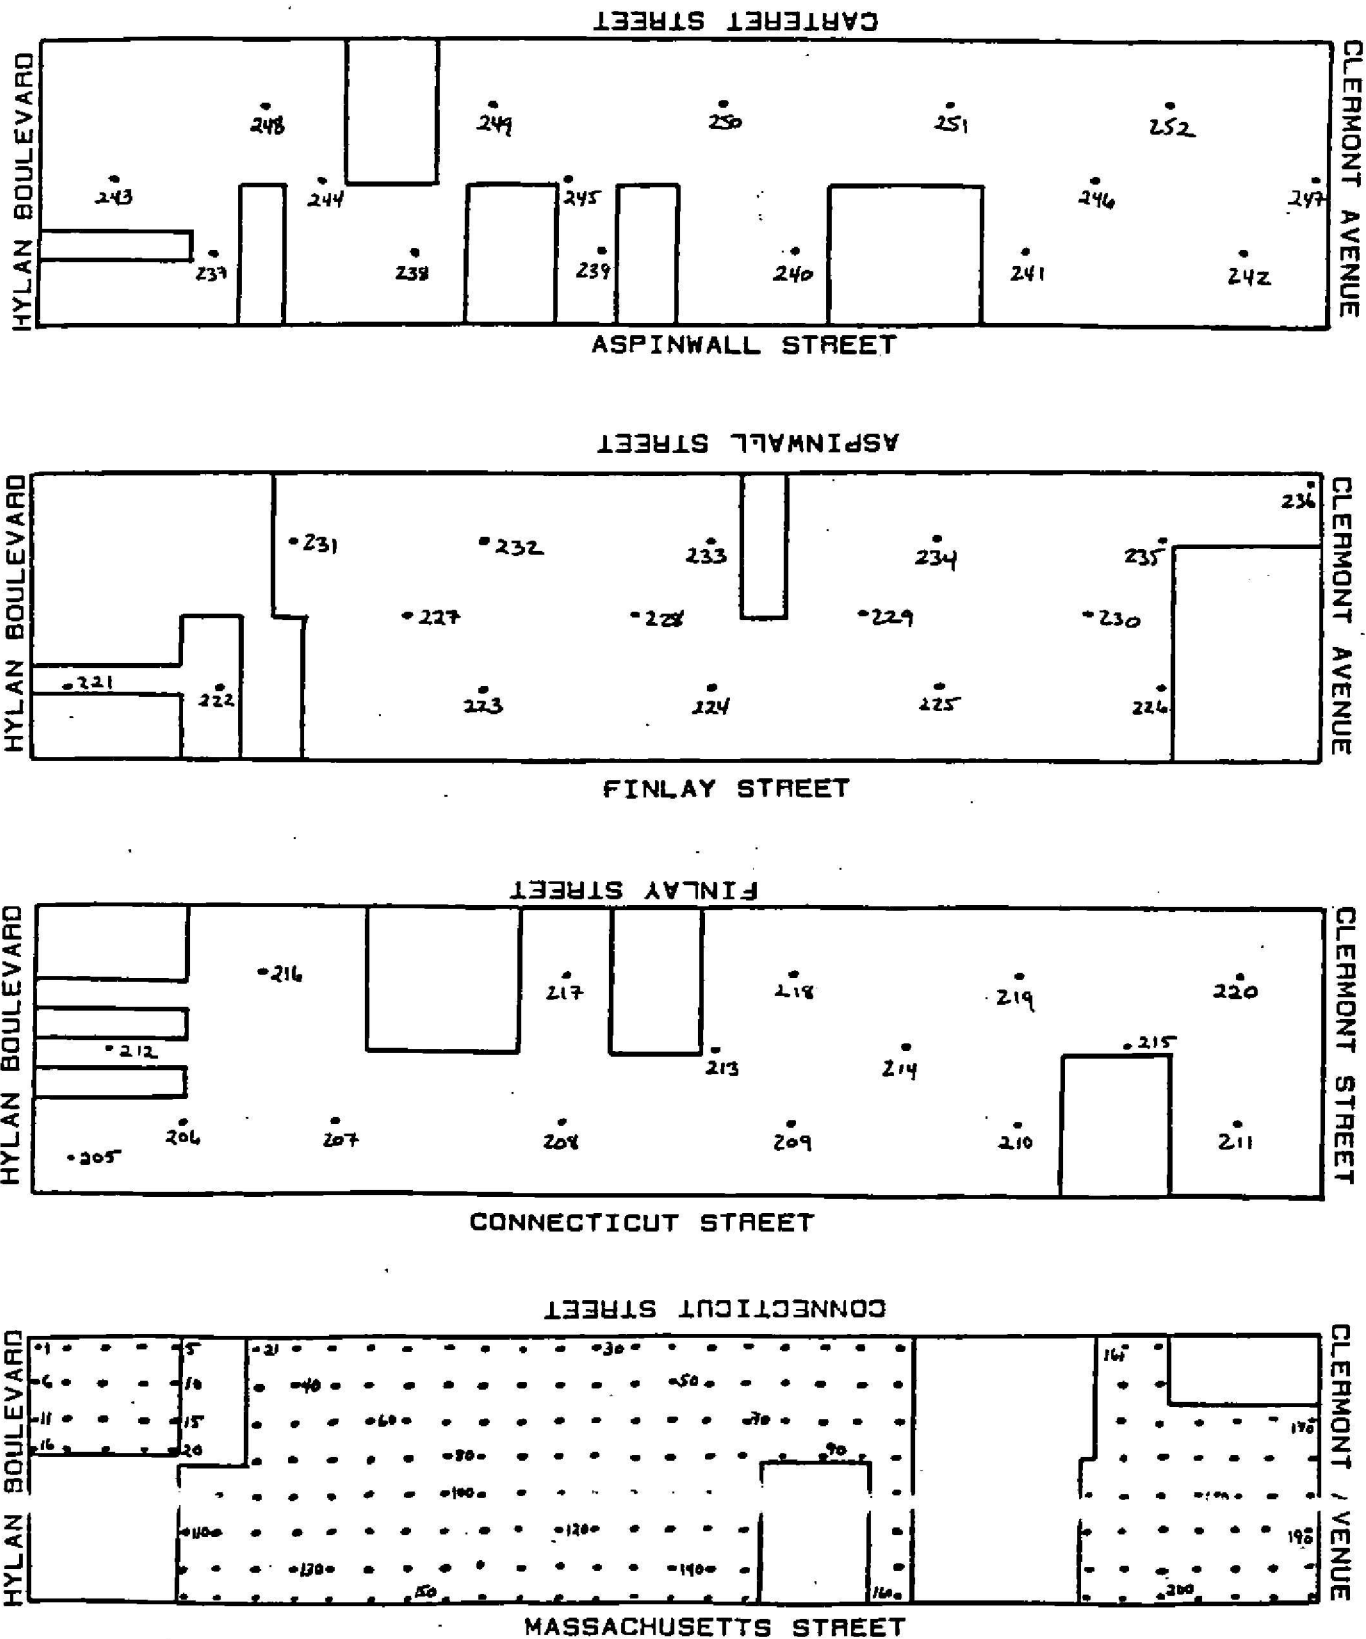 CARTERET STREET
HYLAN BOULEVARD
CLERMONT AVENUE
248 249 250 251 252
243 244 245 246 247
237 238 239 240 241 242
ASPINWALL STREET
ASPINWALL STREET
HYLAN BOULEVARD
CLERMONT AVENUE
236
231 232 233 234 235
227 228 229 230
221 222 223 224 225 226
FINLAY STREET
FINLAY STREET
HYLAN BOULEVARD
CLERMONT STREET
216 217 218 219 220
212 213 214 215
206 207 208 209 210 211
205
CONNECTICUT STREET
CONNECTICUT STREET
HYLAN BOULEVARD
CLERMONT AVENUE
1 5 21 30 161
6 10 40 50
11 15 60 70 170
16 20 80 90
100
110 120 190
130 140
150 160 200
MASSACHUSETTS STREET